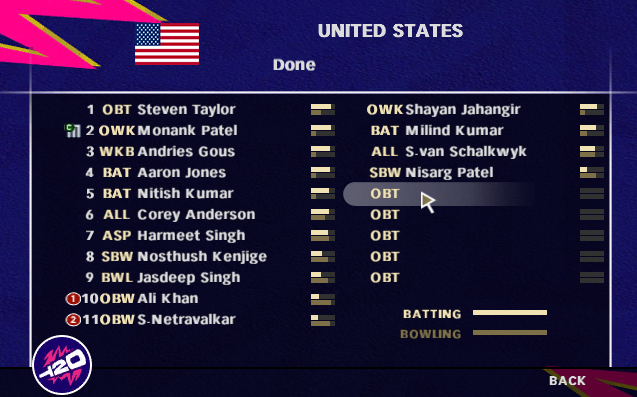 UNITED STATES
Done
1 OBT Steven Taylor
C 2 OWK Monank Patel
3 WKB Andries Gous
4 BAT Aaron Jones
5 BAT Nitish Kumar
6 ALL Corey Anderson
7 ASP Harmeet Singh
8 SBW Nosthush Kenjige
9 BWL Jasdeep Singh
1 10 OBW Ali Khan
2 11 OBW S.Netravalkar
OWK Shayan Jahangir
BAT Milind Kumar
ALL S.van Schalkwyk
SBW Nisarg Patel
OBT
OBT
OBT
OBT
OBT
BATTING
BOWLING
T20
BACK